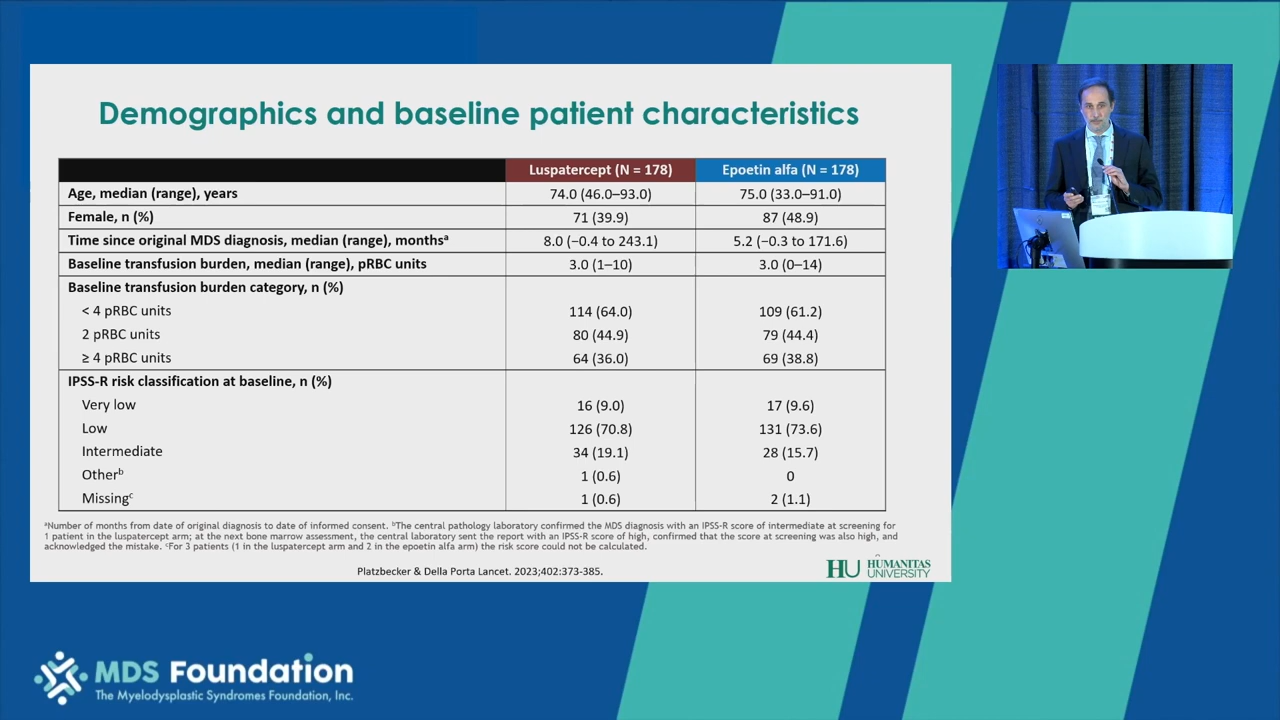 Demographics and baseline patient characteristics
Luspatercept (N = 178) Epoetin alfa (N = 178)
Age, median (range), years 74.0 (46.0–93.0) 75.0 (33.0–91.0)
Female, n (%) 71 (39.9) 87 (48.9)
Time since original MDS diagnosis, median (range), monthsᵃ 8.0 (−0.4 to 243.1) 5.2 (−0.3 to 171.6)
Baseline transfusion burden, median (range), pRBC units 3.0 (1–10) 3.0 (0–14)
Baseline transfusion burden category, n (%)
< 4 pRBC units 114 (64.0) 109 (61.2)
2 pRBC units 80 (44.9) 79 (44.4)
≥ 4 pRBC units 64 (36.0) 69 (38.8)
IPSS-R risk classification at baseline, n (%)
Very low 16 (9.0) 17 (9.6)
Low 126 (70.8) 131 (73.6)
Intermediate 34 (19.1) 28 (15.7)
Otherᵇ 1 (0.6) 0
Missingᶜ 1 (0.6) 2 (1.1)
ᵃNumber of months from date of original diagnosis to date of informed consent. ᵇThe central pathology laboratory confirmed the MDS diagnosis with an IPSS-R score of intermediate at screening for
1 patient in the luspatercept arm; at the next bone marrow assessment, the central laboratory sent the report with an IPSS-R score of high, confirmed that the score at screening was also high, and
acknowledged the mistake. ᶜFor 3 patients (1 in the luspatercept arm and 2 in the epoetin alfa arm) the risk score could not be calculated.
Platzbecker & Della Porta Lancet. 2023;402:373-385.
HU HUMANITAS
UNIVERSITY
MDS Foundation
The Myelodysplastic Syndromes Foundation, Inc.